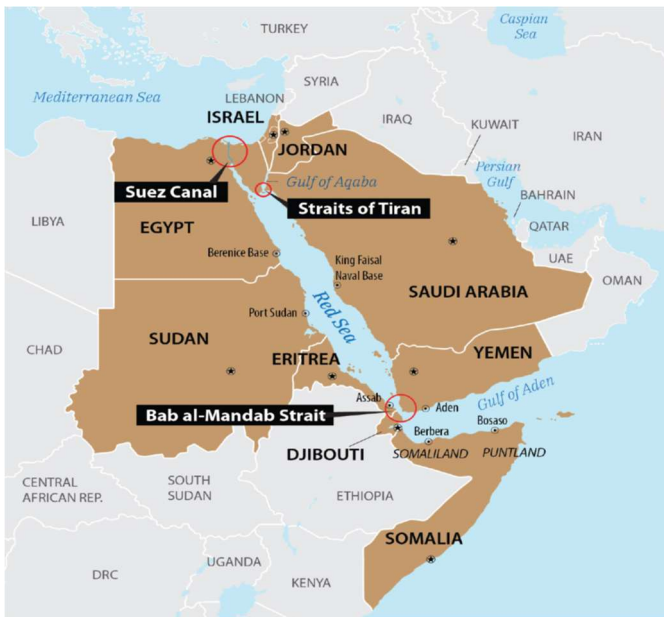 TURKEY
Caspian
Sea
SYRIA
Mediterranean Sea
LEBANON
ISRAEL
IRAQ
IRAN
KUWAIT
JORDAN
Persian
Gulf
Gulf of Aqaba
Suez Canal
Straits of Tiran
BAHRAIN
LIBYA
EGYPT
QATAR
Berenice Base
King Faisal
Naval Base
UAE
OMAN
SAUDI ARABIA
Red Sea
Port Sudan
SUDAN
CHAD
ERITREA
YEMEN
Gulf of Aden
Assab
Aden
Bab al-Mandab Strait
Bosaso
Berbera
DJIBOUTI
SOMALILAND
PUNTLAND
CENTRAL
AFRICAN REP.
SOUTH
SUDAN
ETHIOPIA
SOMALIA
UGANDA
DRC
KENYA